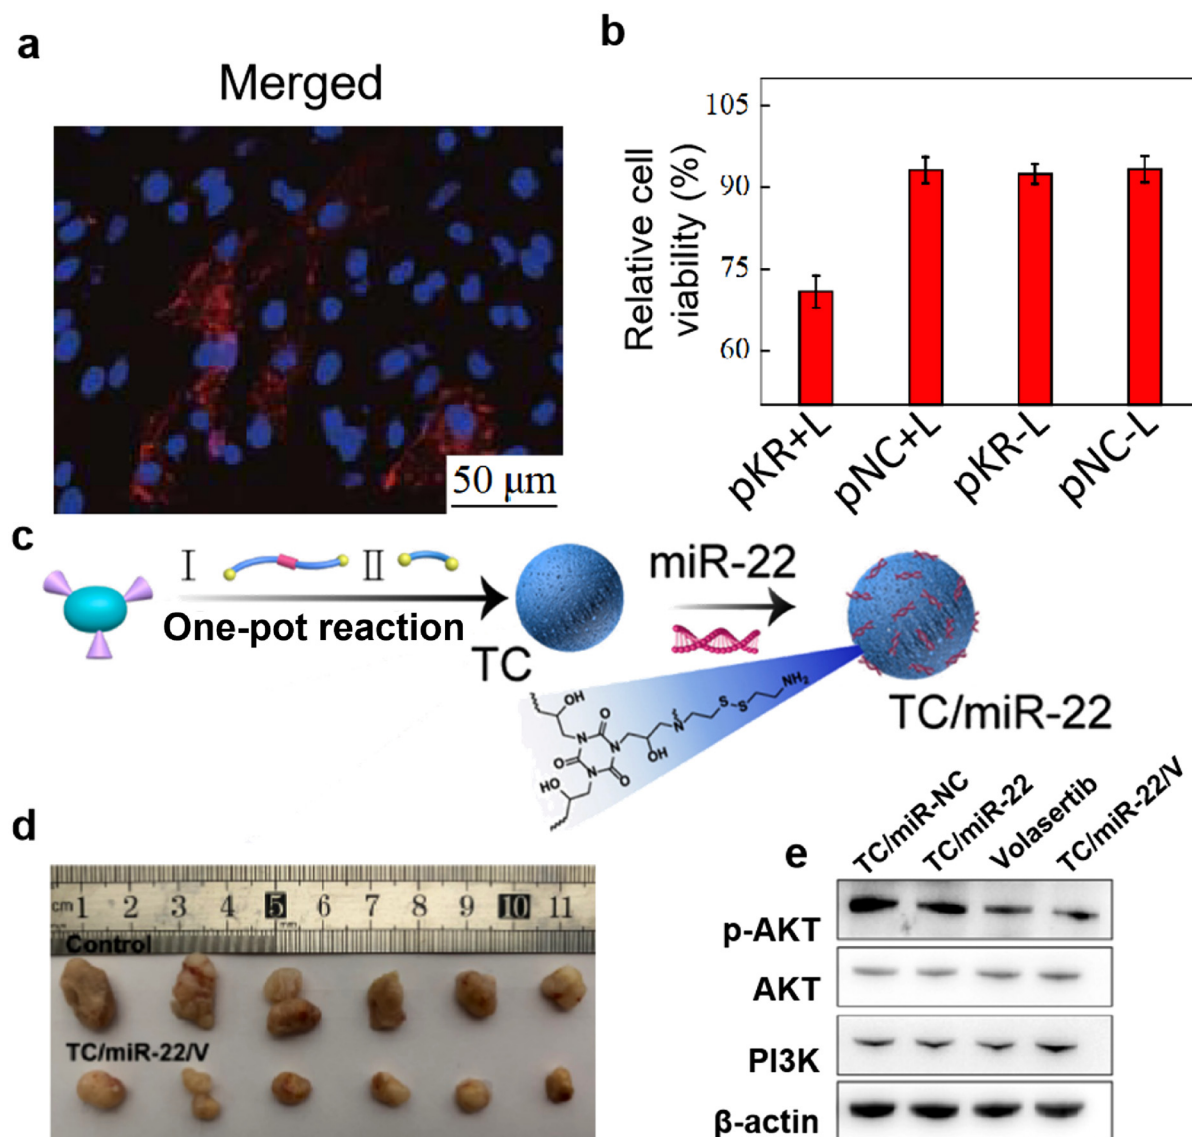 a
Merged
50 μm
b
Relative cell
viability (%)
105
90
75
60
pKR+L
pNC+L
pKR-L
pNC-L
c
I
II
One-pot reaction
TC
miR-22
TC/miR-22
OH
O
O
N
N
N
O
OH
HO
N
S
S
NH2
d
cm 1 2 3 4 5 6 7 8 9 10 11
Control
TC/miR-22/V
e
TC/miR-NC
TC/miR-22
Volasertib
TC/miR-22/V
p-AKT
AKT
PI3K
β-actin